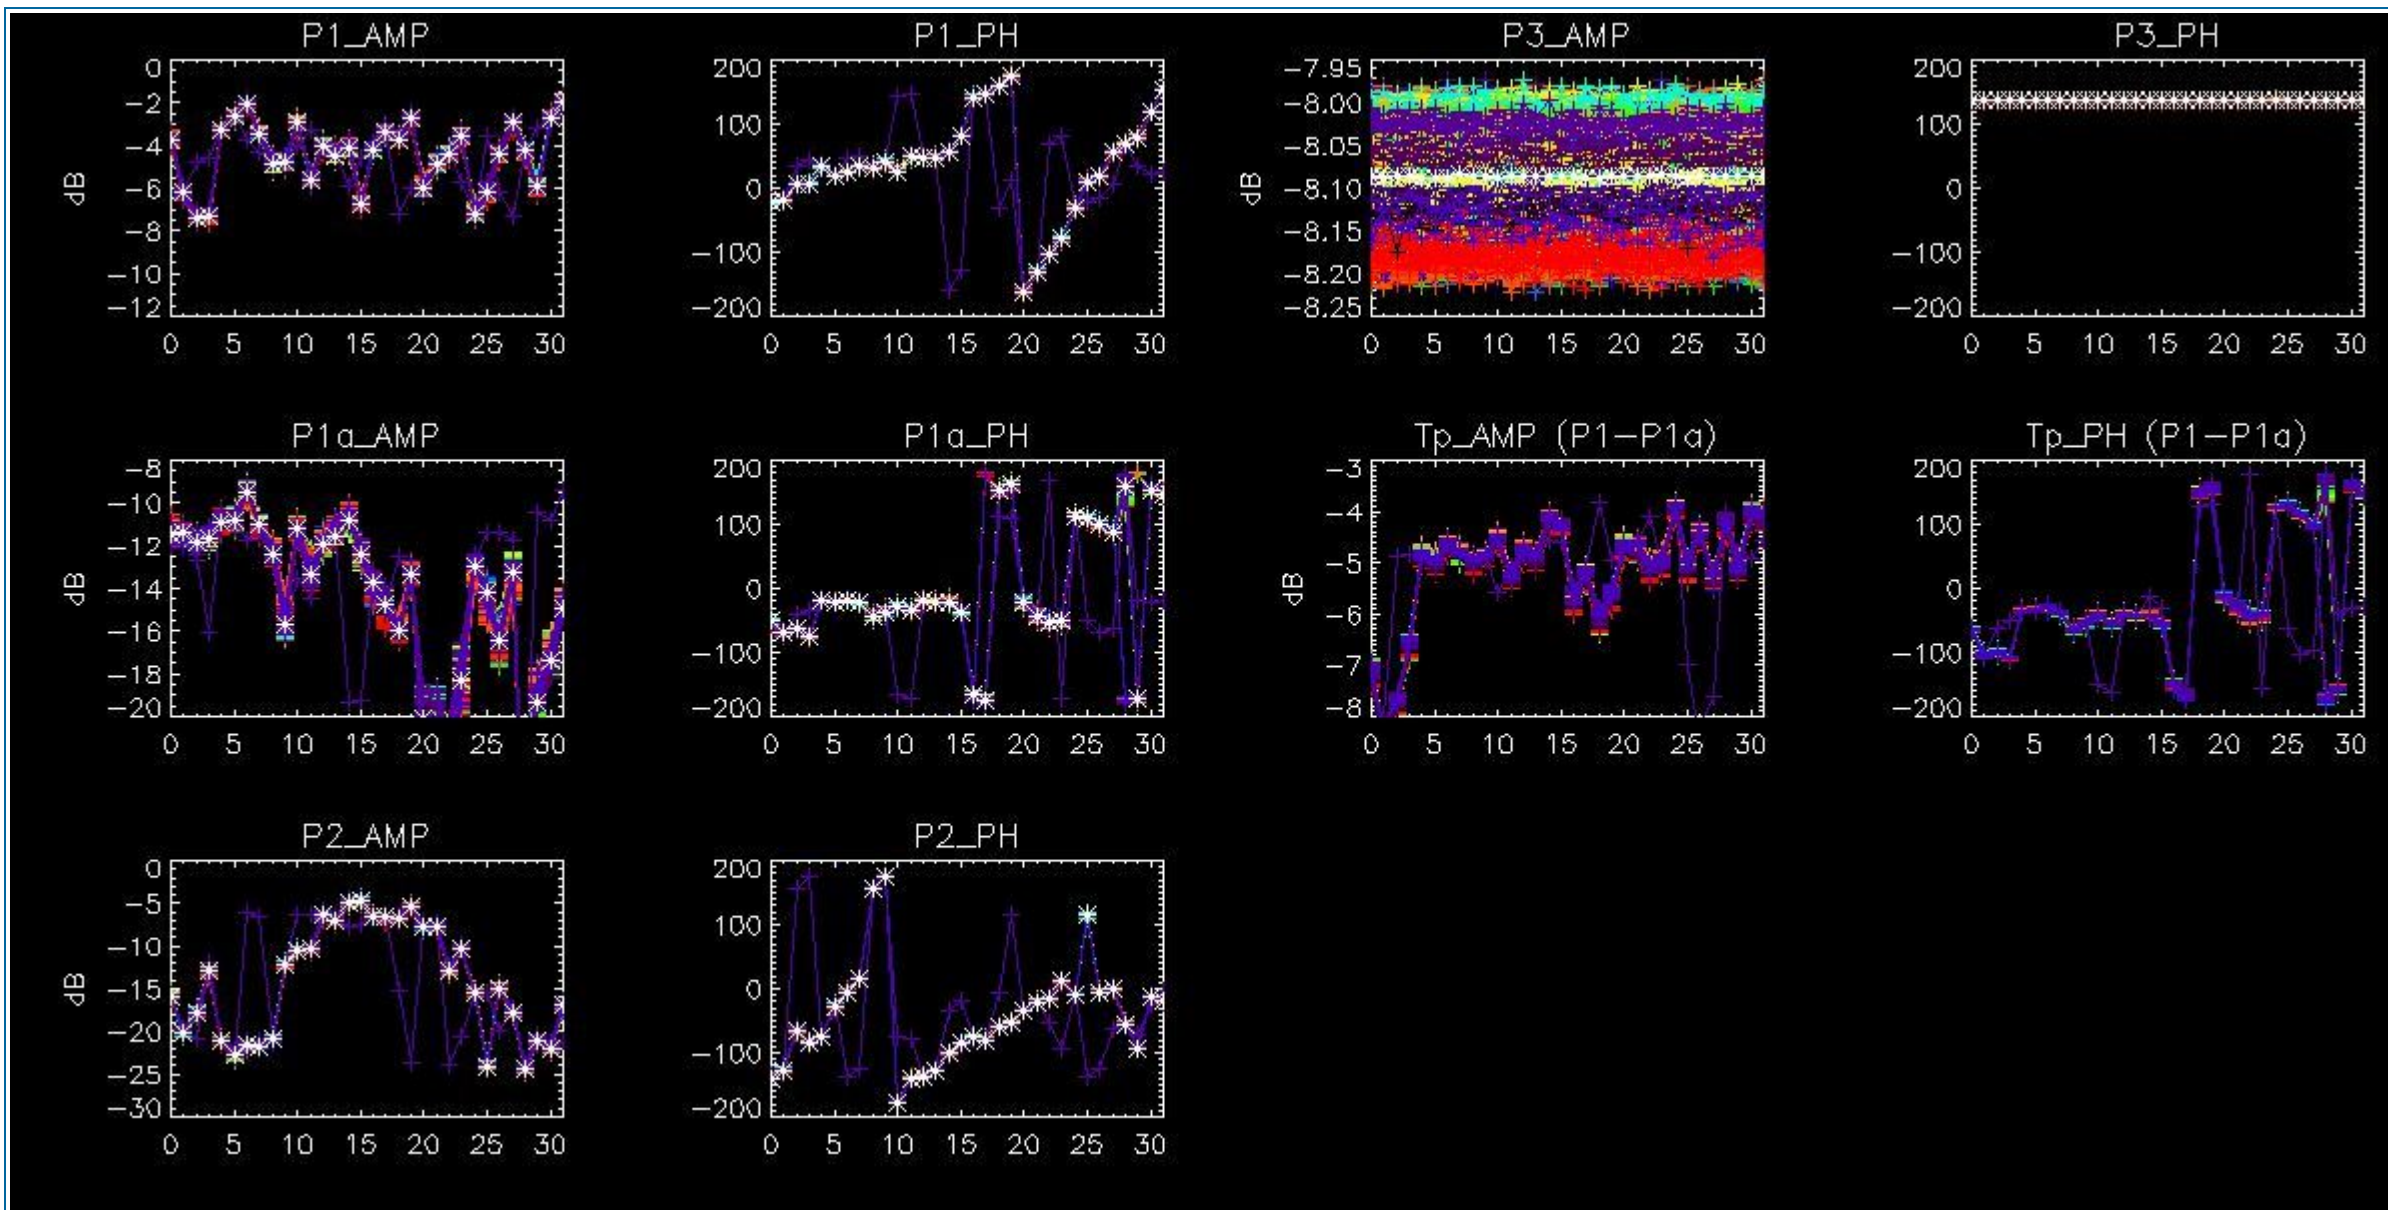 P1_AMP P1_PH P3_AMP P3_PH
0 200 -7.95 200
-2 100 -8.00 100
-4 0 -8.05 0
-6 -100 -8.10 -100
-8 -200 -8.15 -200
-10 -8.20
-12 -8.25
dB dB
0 5 10 15 20 25 30 0 5 10 15 20 25 30 0 5 10 15 20 25 30 0 5 10 15 20 25 30
P1a_AMP P1a_PH Tp_AMP (P1-P1a) Tp_PH (P1-P1a)
-8 200 -3 200
-10 100 -4 100
-12 0 -5 0
-14 -100 -6 -100
-16 -200 -7 -200
-18 -8
-20
dB dB
0 5 10 15 20 25 30 0 5 10 15 20 25 30 0 5 10 15 20 25 30 0 5 10 15 20 25 30
P2_AMP P2_PH
0 200
-5 100
-10 0
-15 -100
-20 -200
-25
-30
dB
0 5 10 15 20 25 30 0 5 10 15 20 25 30